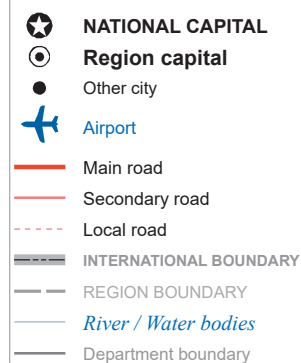 NATIONAL CAPITAL
Region capital
Other city
Airport
Main road
Secondary road
Local road
INTERNATIONAL BOUNDARY
REGION BOUNDARY
River / Water bodies
Department boundary